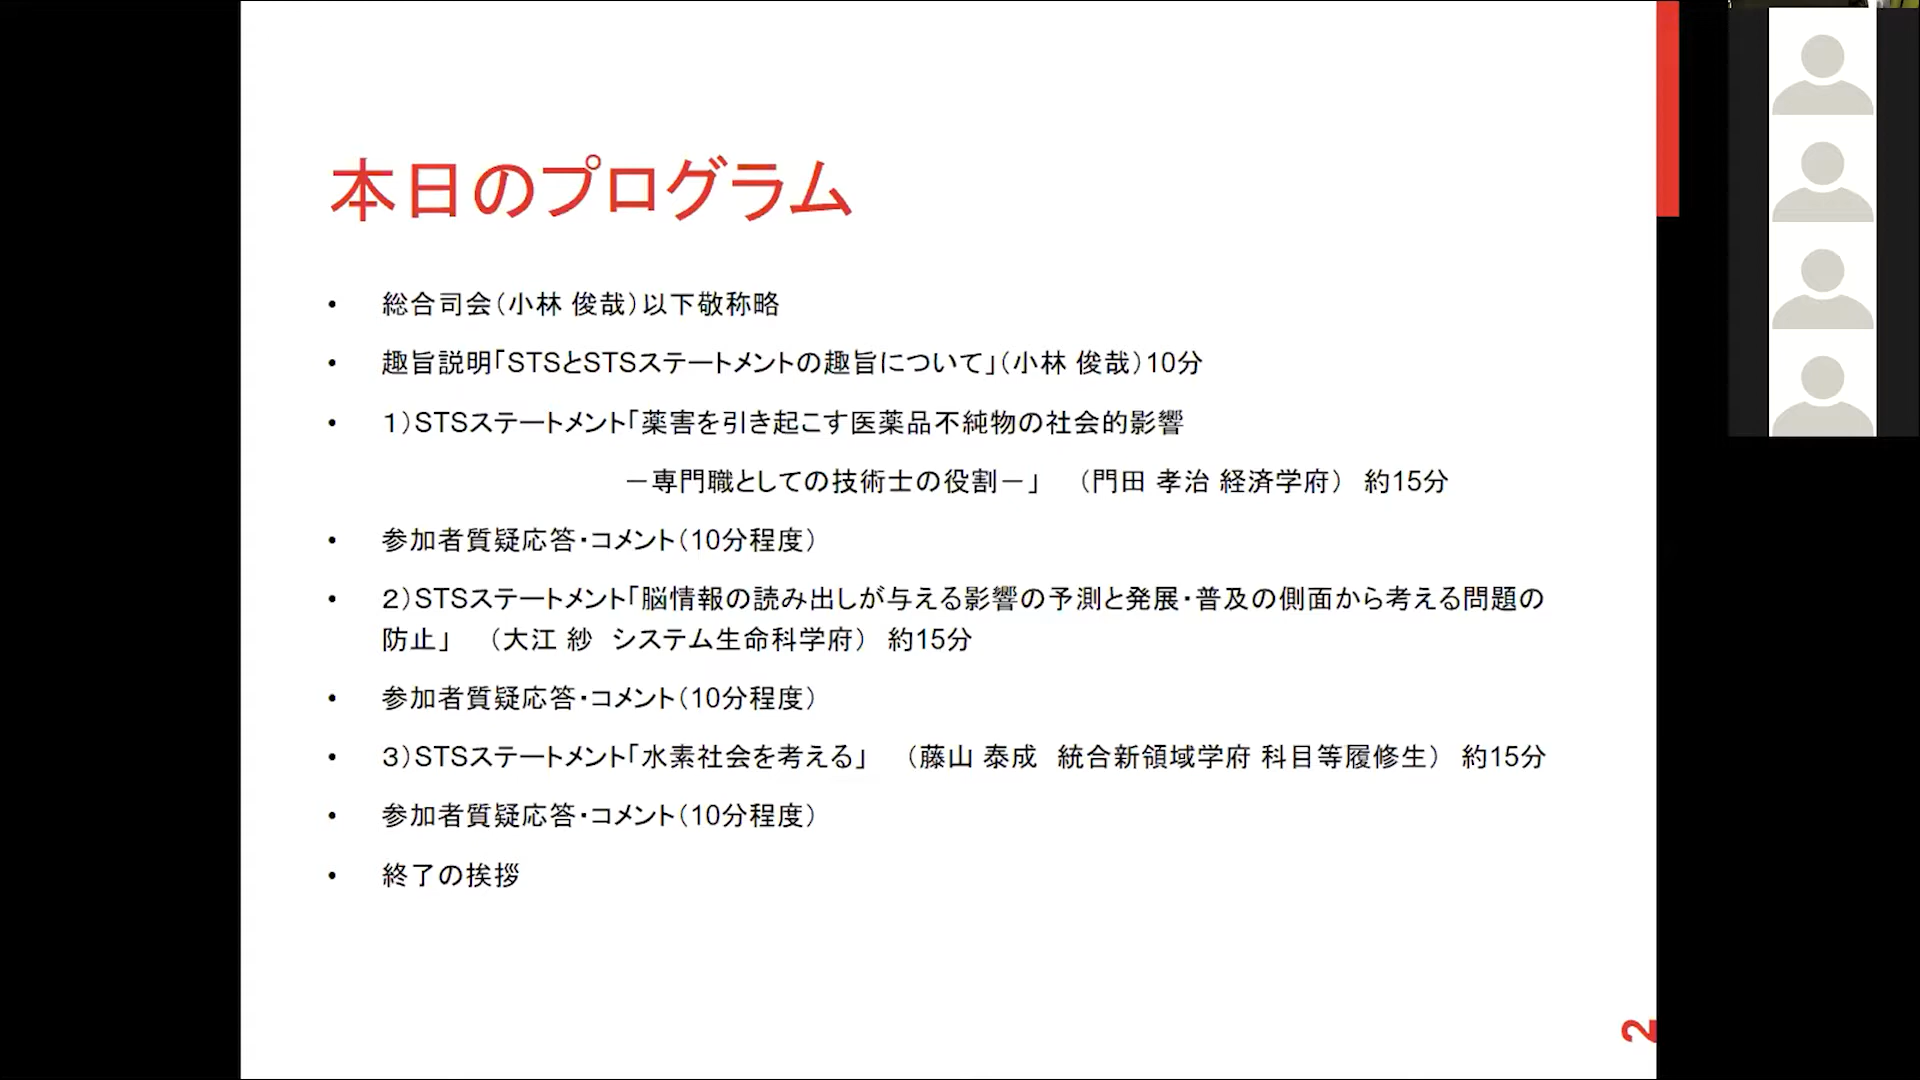 本日のプログラム
• 総合司会（小林 俊哉）以下敬称略
• 趣旨説明「STSとSTSステートメントの趣旨について」（小林 俊哉）10分
• １）STSステートメント「薬害を引き起こす医薬品不純物の社会的影響
－専門職としての技術士の役割－」 （門田 孝治 経済学府） 約15分
• 参加者質疑応答・コメント（10分程度）
• ２）STSステートメント「脳情報の読み出しが与える影響の予測と発展・普及の側面から考える問題の
防止」 （大江 紗 システム生命科学府） 約15分
• 参加者質疑応答・コメント（10分程度）
• ３）STSステートメント「水素社会を考える」 （藤山 泰成 統合新領域学府 科目等履修生） 約15分
• 参加者質疑応答・コメント（10分程度）
• 終了の挨拶
2